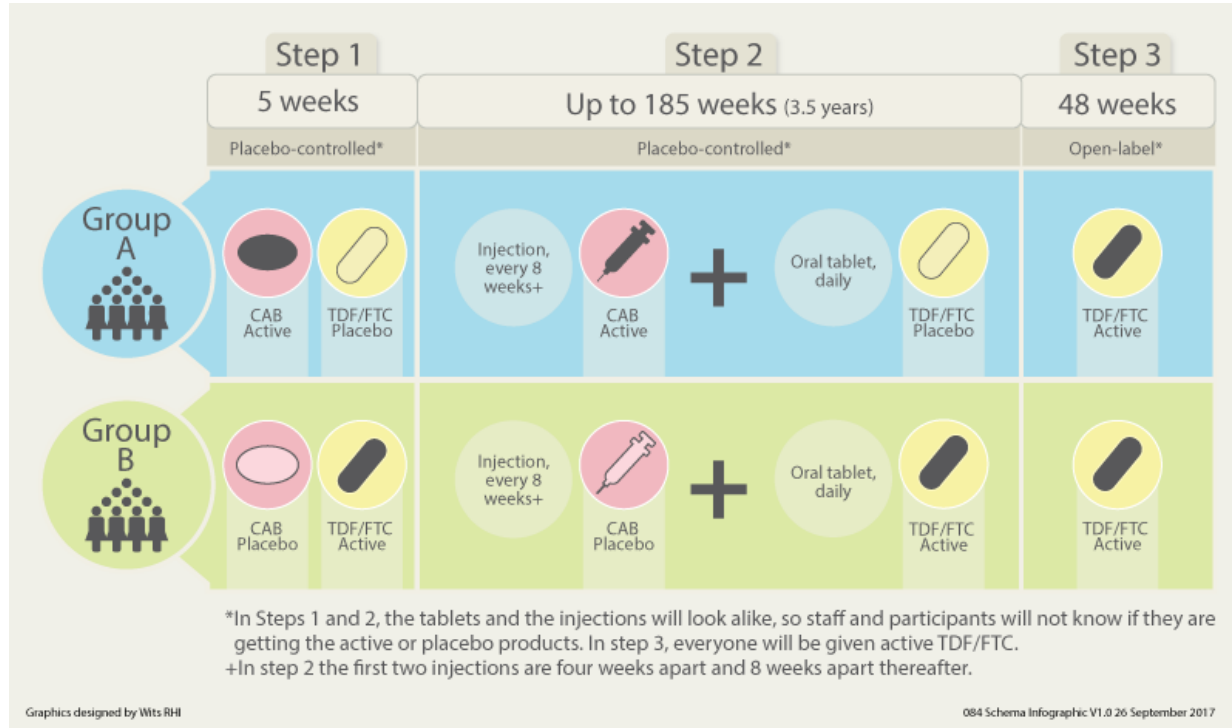 Step 1
Step 2
Step 3
5 weeks
Up to 185 weeks (3.5 years)
48 weeks
Placebo-controlled*
Placebo-controlled*
Open-label*
Group
A
CAB
Active
TDF/FTC
Placebo
Injection,
every 8
weeks+
CAB
Active
Oral tablet,
daily
TDF/FTC
Placebo
TDF/FTC
Active
Group
B
CAB
Placebo
TDF/FTC
Active
Injection,
every 8
weeks+
CAB
Placebo
Oral tablet,
daily
TDF/FTC
Active
TDF/FTC
Active
*In Steps 1 and 2, the tablets and the injections will look alike, so staff and participants will not know if they are
getting the active or placebo products. In step 3, everyone will be given active TDF/FTC.
+In step 2 the first two injections are four weeks apart and 8 weeks apart thereafter.
Graphics designed by Wits RHI
084 Schema Infographic V1.0 26 September 2017